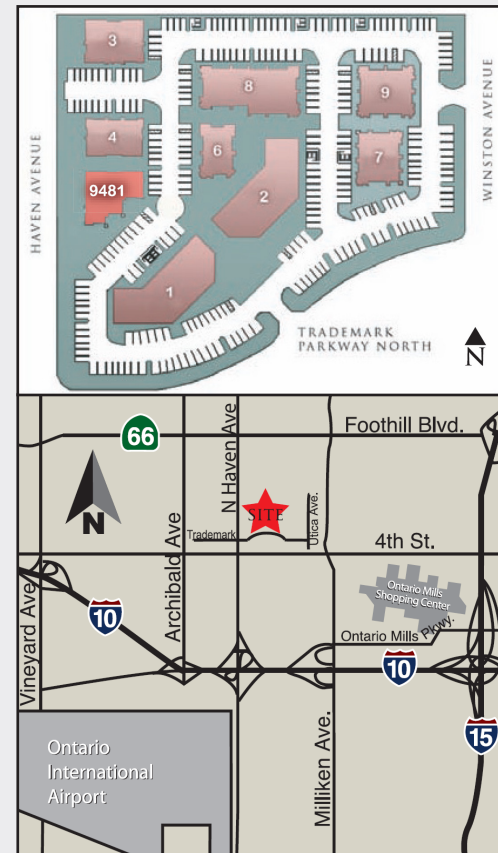 3
8
9
4
6
7
9481
2
1
HAVEN AVENUE
WINSTON AVENUE
TRADEMARK
PARKWAY NORTH
N
66
Foothill Blvd.
N Haven Ave
N
SITE
Utica Ave.
Trademark
Archibald Ave
4th St.
Ontario Mills
Shopping Center
Vineyard Ave
10
Ontario Mills Pkwy.
10
15
Milliken Ave.
Ontario
International
Airport